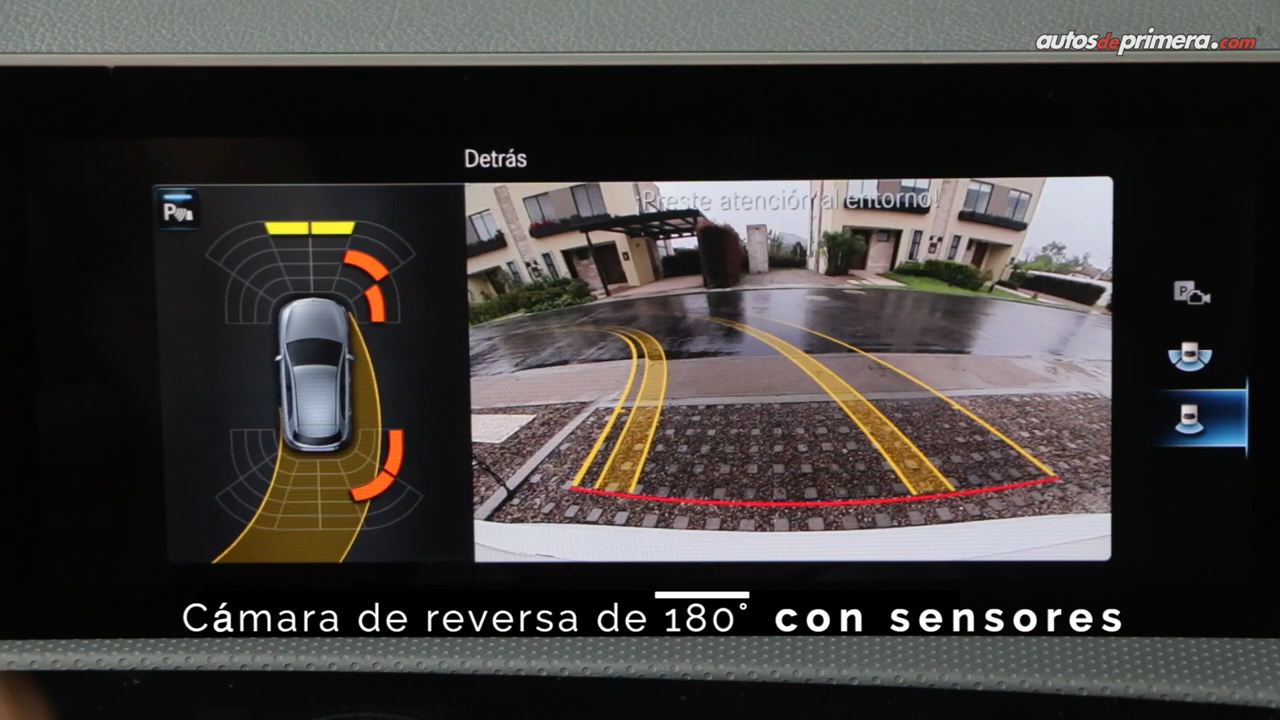 autosdeprimera.com
Detrás
P
Preste atención al entorno!
P
Cámara de reversa de 180° con sensores